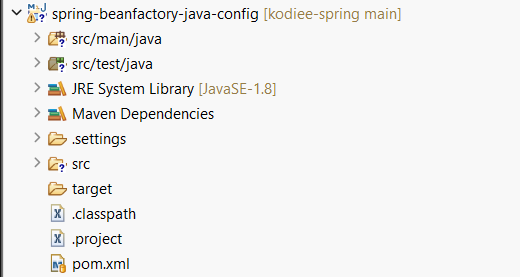 spring-beanfactory-java-config [kodiee-spring main]
src/main/java
src/test/java
JRE System Library [JavaSE-1.8]
Maven Dependencies
.settings
src
target
.classpath
.project
pom.xml